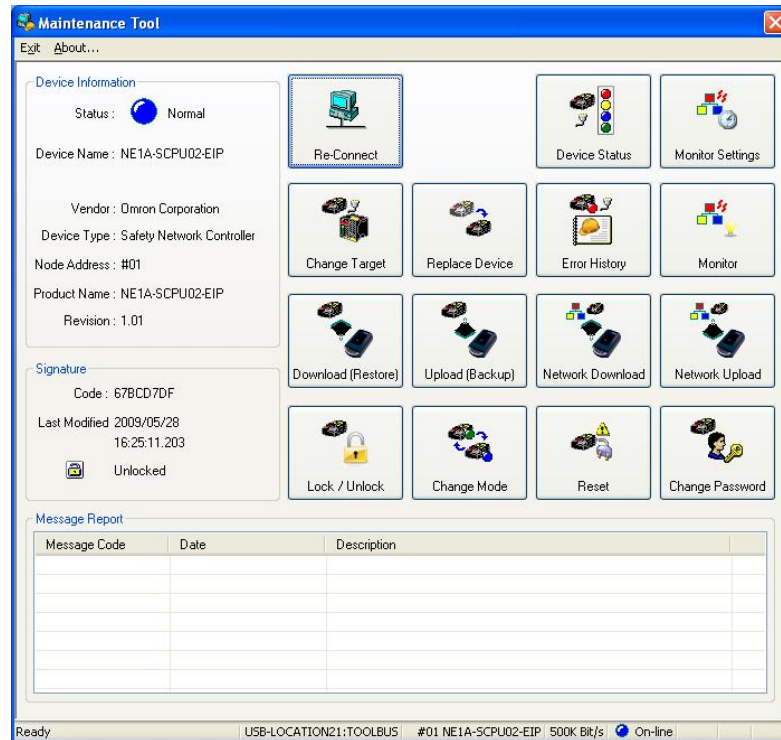 Maintenance Tool
Exit About...
Device Information
Status : Normal
Device Name : NE1A-SCPU02-EIP
Vendor : Omron Corporation
Device Type : Safety Network Controller
Node Address : #01
Product Name : NE1A-SCPU02-EIP
Revision : 1.01
Signature
Code : 67BCD7DF
Last Modified 2009/05/28
16:25:11.203
Unlocked
Re-Connect
Device Status
Monitor Settings
Change Target
Replace Device
Error History
Monitor
Download (Restore)
Upload (Backup)
Network Download
Network Upload
Lock / Unlock
Change Mode
Reset
Change Password
Message Report
Message Code Date Description
Ready USB-LOCATION21:TOOLBUS #01 NE1A-SCPU02-EIP 500K Bit/s On-line